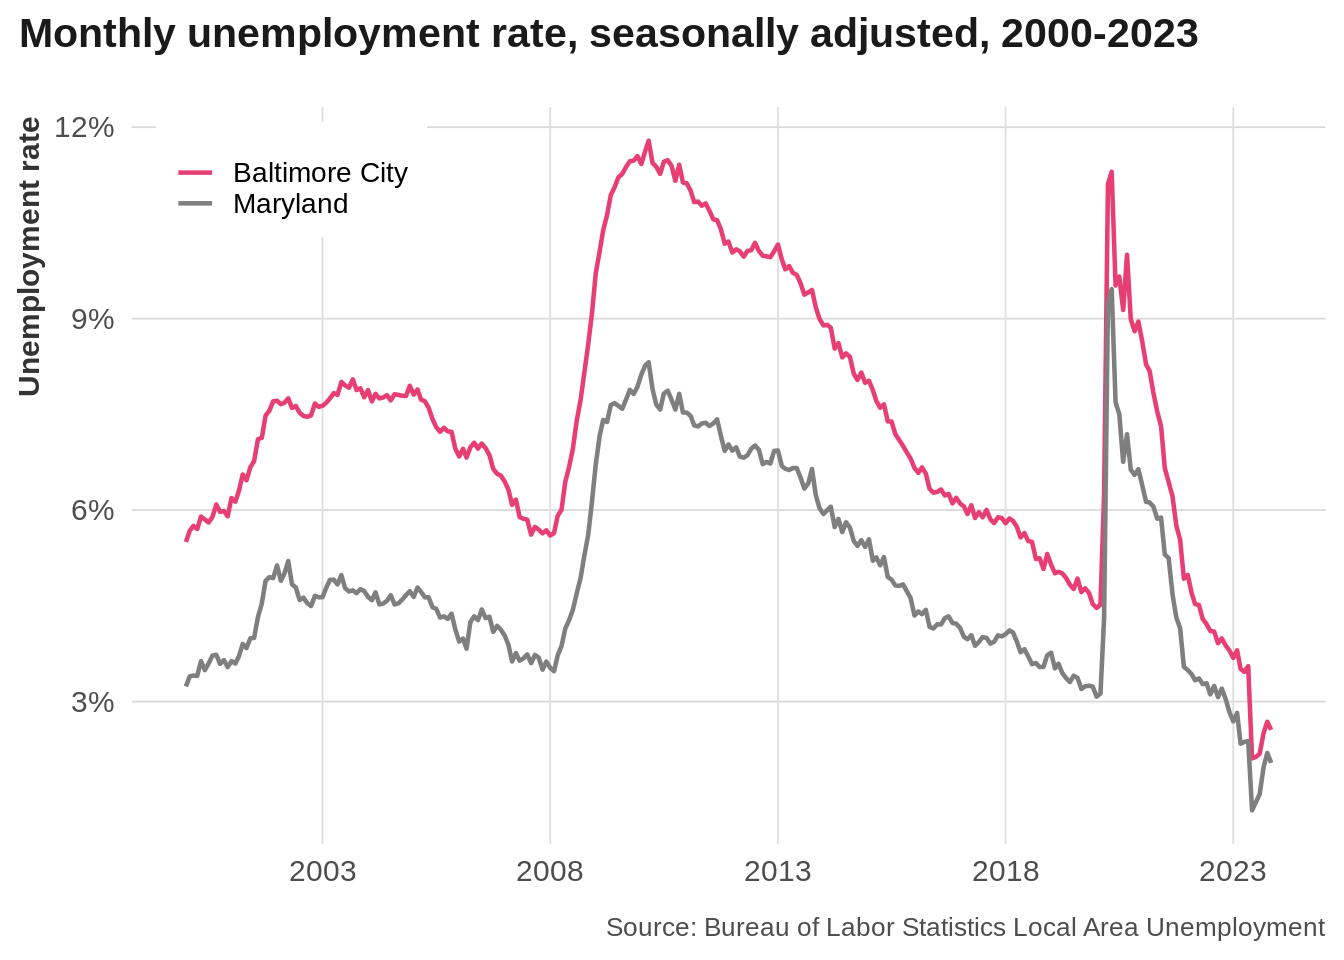 Monthly unemployment rate, seasonally adjusted, 2000-2023
Unemployment rate
12%
9%
6%
3%
Baltimore City
Maryland
2003 2008 2013 2018 2023
Source: Bureau of Labor Statistics Local Area Unemployment